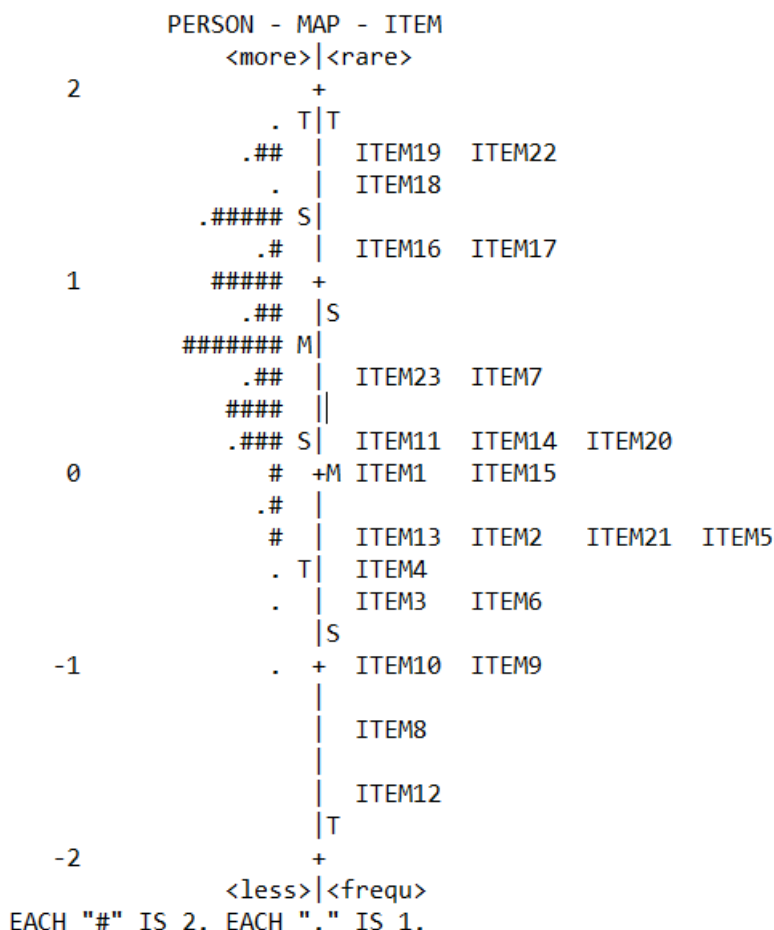 PERSON - MAP - ITEM
<more>|<rare>
2 +
. T|T
.## | ITEM19 ITEM22
. | ITEM18
.##### S|
.# | ITEM16 ITEM17
1 ##### +
.## |S
####### M|
.## | ITEM23 ITEM7
#### ||
.### S| ITEM11 ITEM14 ITEM20
0 # +M ITEM1 ITEM15
.# |
# | ITEM13 ITEM2 ITEM21 ITEM5
. T| ITEM4
. | ITEM3 ITEM6
|S
-1 . + ITEM10 ITEM9
|
| ITEM8
|
| ITEM12
|T
-2 +
<less>|<frequ>
EACH "#" IS 2. EACH "." IS 1.